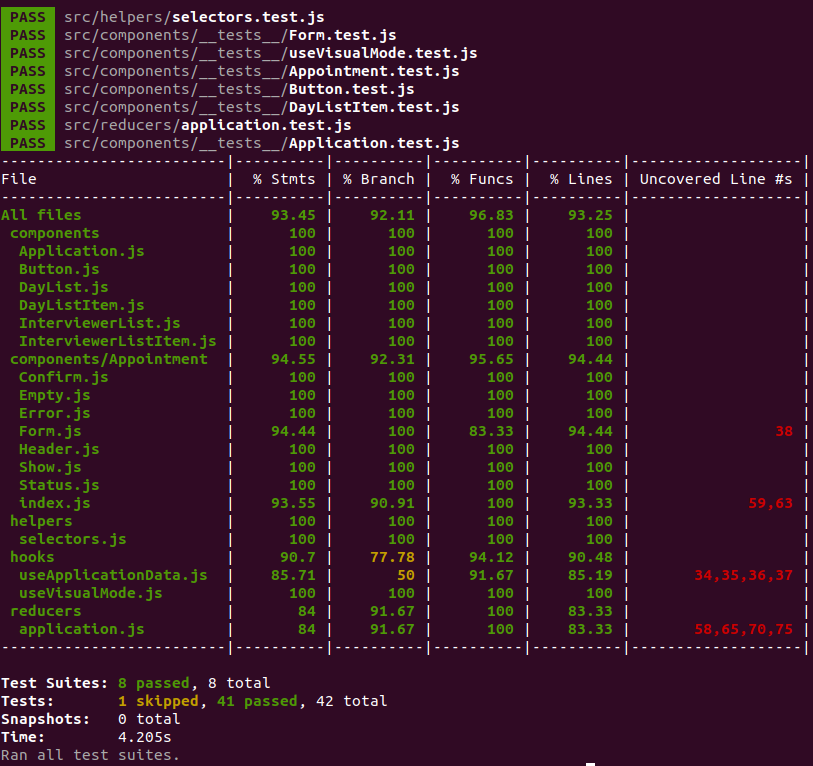 PASS src/helpers/selectors.test.js
PASS src/components/__tests__/Form.test.js
PASS src/components/__tests__/useVisualMode.test.js
PASS src/components/__tests__/Appointment.test.js
PASS src/components/__tests__/Button.test.js
PASS src/components/__tests__/DayListItem.test.js
PASS src/reducers/application.test.js
PASS src/components/__tests__/Application.test.js
-------------------------|----------|----------|----------|----------|-------------------|
File                     |  % Stmts | % Branch |  % Funcs |  % Lines | Uncovered Line #s |
-------------------------|----------|----------|----------|----------|-------------------|
All files                |    93.45 |    92.11 |    96.83 |    93.25 |                   |
 components              |      100 |      100 |      100 |      100 |                   |
  Application.js         |      100 |      100 |      100 |      100 |                   |
  Button.js              |      100 |      100 |      100 |      100 |                   |
  DayList.js             |      100 |      100 |      100 |      100 |                   |
  DayListItem.js         |      100 |      100 |      100 |      100 |                   |
  InterviewerList.js     |      100 |      100 |      100 |      100 |                   |
  InterviewerListItem.js |      100 |      100 |      100 |      100 |                   |
 components/Appointment  |    94.55 |    92.31 |    95.65 |    94.44 |                   |
  Confirm.js             |      100 |      100 |      100 |      100 |                   |
  Empty.js               |      100 |      100 |      100 |      100 |                   |
  Error.js               |      100 |      100 |      100 |      100 |                   |
  Form.js                |    94.44 |      100 |    83.33 |    94.44 |                38 |
  Header.js              |      100 |      100 |      100 |      100 |                   |
  Show.js                |      100 |      100 |      100 |      100 |                   |
  Status.js              |      100 |      100 |      100 |      100 |                   |
  index.js               |    93.55 |    90.91 |      100 |    93.33 |             59,63 |
 helpers                 |      100 |      100 |      100 |      100 |                   |
  selectors.js           |      100 |      100 |      100 |      100 |                   |
 hooks                   |     90.7 |    77.78 |    94.12 |    90.48 |                   |
  useApplicationData.js  |    85.71 |       50 |    91.67 |    85.19 |       34,35,36,37 |
  useVisualMode.js       |      100 |      100 |      100 |      100 |                   |
 reducers                |       84 |    91.67 |      100 |    83.33 |                   |
  application.js         |       84 |    91.67 |      100 |    83.33 |       58,65,70,75 |
-------------------------|----------|----------|----------|----------|-------------------|
Test Suites: 8 passed, 8 total
Tests:       1 skipped, 41 passed, 42 total
Snapshots:   0 total
Time:        4.205s
Ran all test suites.